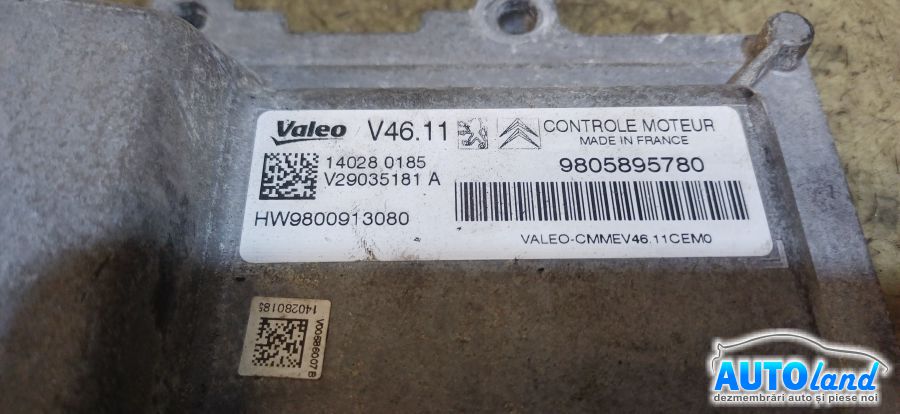 Valeo V46.11 CONTROLE MOTEUR
MADE IN FRANCE
14028 0185
V29035181 A
9805895780
HW9800913080
VALEO-CMMEV46.11CEM0
140280185
V00586007 B
AUTOland
dezmembrări auto și piese noi